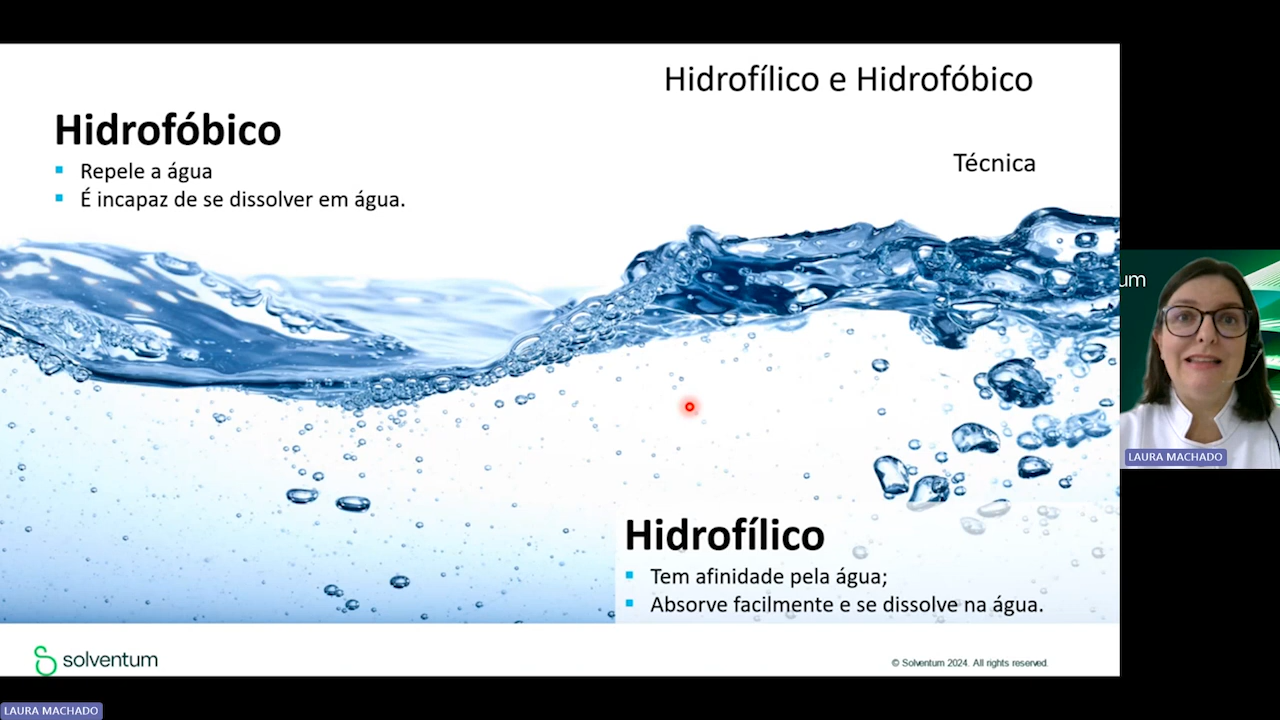 Hidrofílico e Hidrofóbico
Hidrofóbico
Técnica
Repele a água
É incapaz de se dissolver em água.
um
LAURA MACHADO
Hidrofílico
Tem afinidade pela água;
Absorve facilmente e se dissolve na água.
solventum
© Solventum 2024. All rights reserved.
LAURA MACHADO